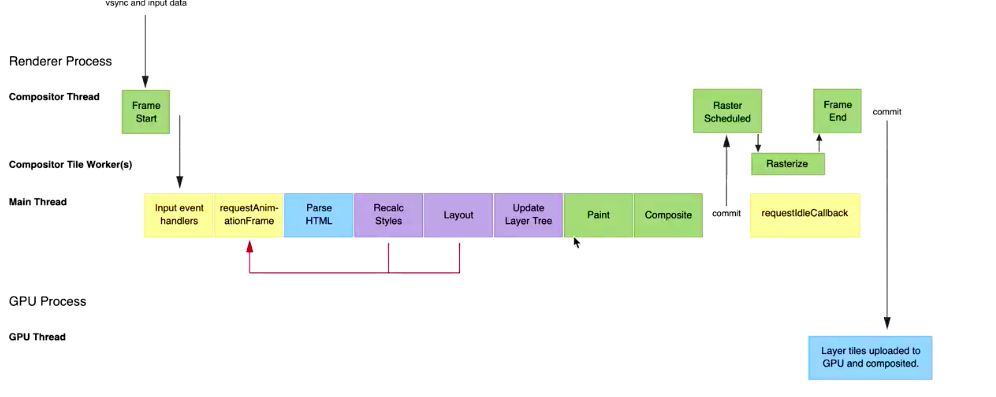 vsync and input data
Renderer Process
Compositor Thread
Frame
Start
Raster
Scheduled
Frame
End
commit
Compositor Tile Worker(s)
Rasterize
Main Thread
Input event
handlers
requestAnim-
ationFrame
Parse
HTML
Recalc
Styles
Layout
Update
Layer Tree
Paint
Composite
commit
requestIdleCallback
GPU Process
GPU Thread
Layer tiles uploaded to
GPU and composited.